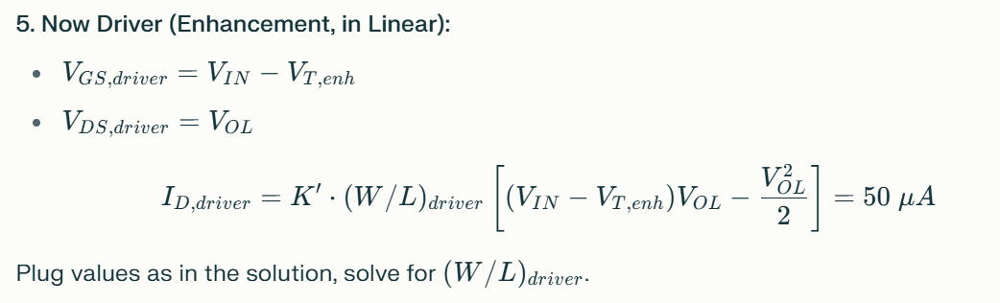 5. Now Driver (Enhancement, in Linear):
• V_{GS,driver} = V_{IN} − V_{T,enh}
• V_{DS,driver} = V_{OL}
I_{D,driver} = K′ · (W/L)_{driver} [(V_{IN} − V_{T,enh})V_{OL} − \frac{V_{OL}^2}{2}] = 50 μA
Plug values as in the solution, solve for (W/L)_{driver}.